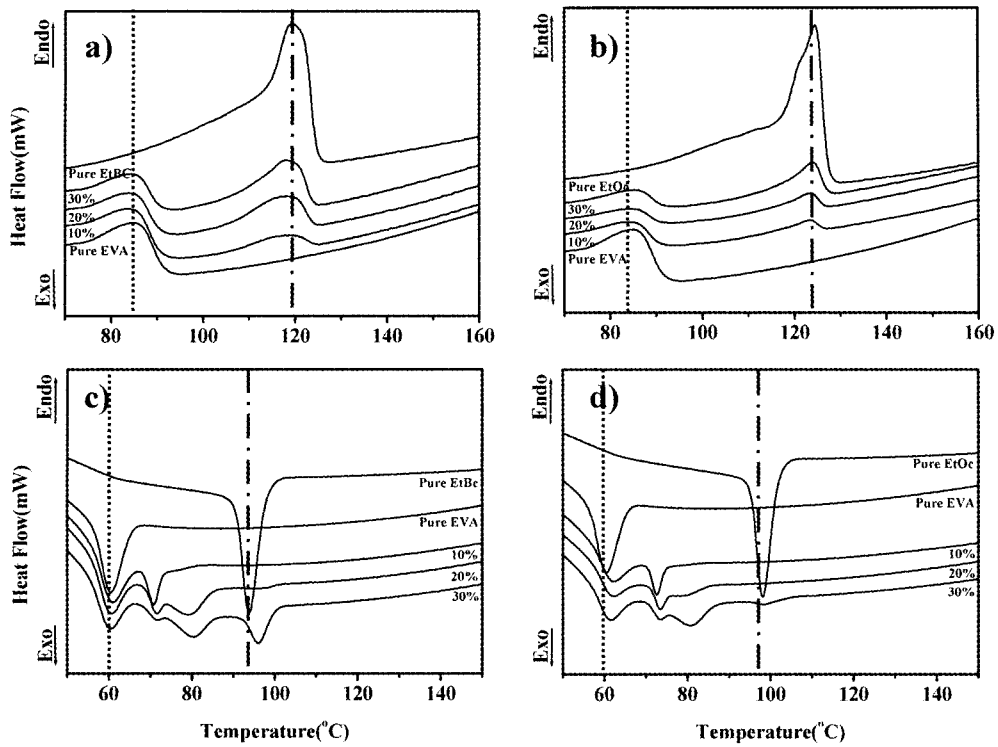 Endo
a)
Heat Flow(mW)
Pure EtBC
30%
20%
10%
Pure EVA
Exo
80 100 120 140 160
Endo
b)
Pure EtOc
30%
20%
10%
Pure EVA
Exo
80 100 120 140 160
Endo
c)
Heat Flow(mW)
Pure EtBc
Pure EVA
10%
20%
30%
Exo
60 80 100 120 140
Temperature(°C)
Endo
d)
Pure EtOc
Pure EVA
10%
20%
30%
Exo
60 80 100 120 140
Temperature(°C)